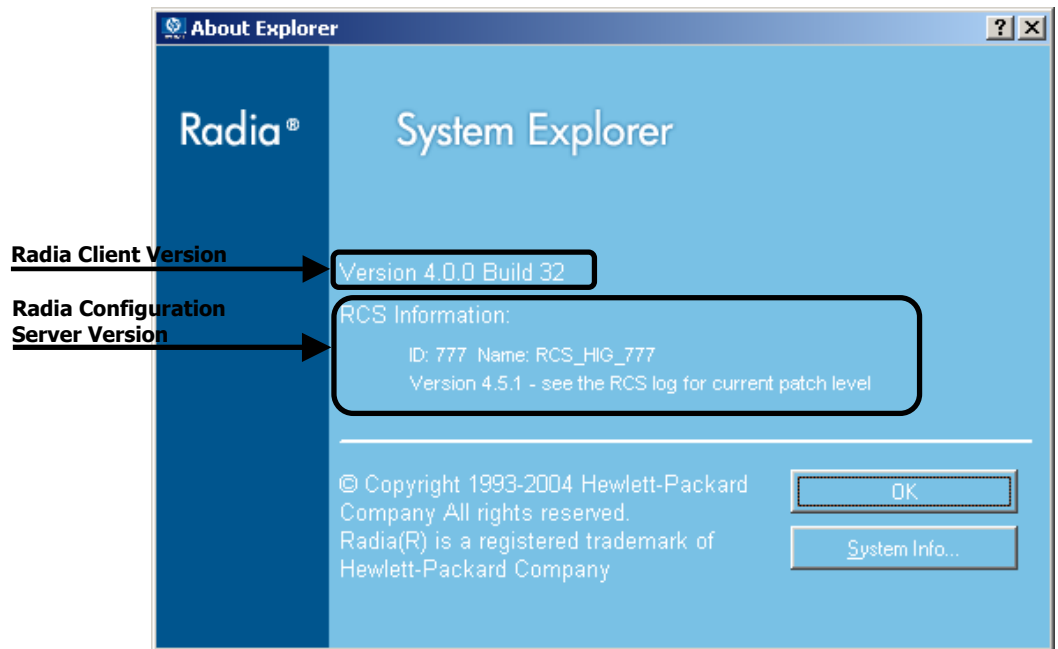 About Explorer
Radia®
System Explorer
Radia Client Version
Version 4.0.0 Build 32
Radia Configuration
Server Version
RCS Information:
ID: 777 Name: RCS_HIG_777
Version 4.5.1 - see the RCS log for current patch level
© Copyright 1993-2004 Hewlett-Packard
Company All rights reserved.
Radia(R) is a registered trademark of
Hewlett-Packard Company
OK
System Info...